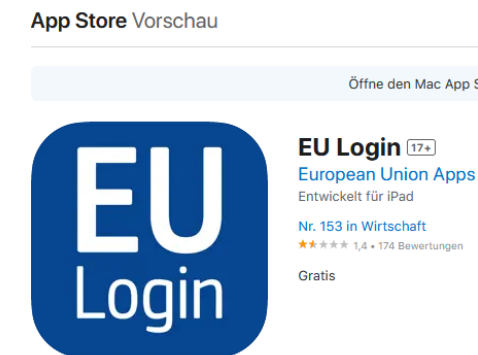 App Store Vorschau
Öffne den Mac App
EU
Login
EU Login 17+
European Union Apps
Entwickelt für iPad
Nr. 153 in Wirtschaft
1,4 • 174 Bewertungen
Gratis